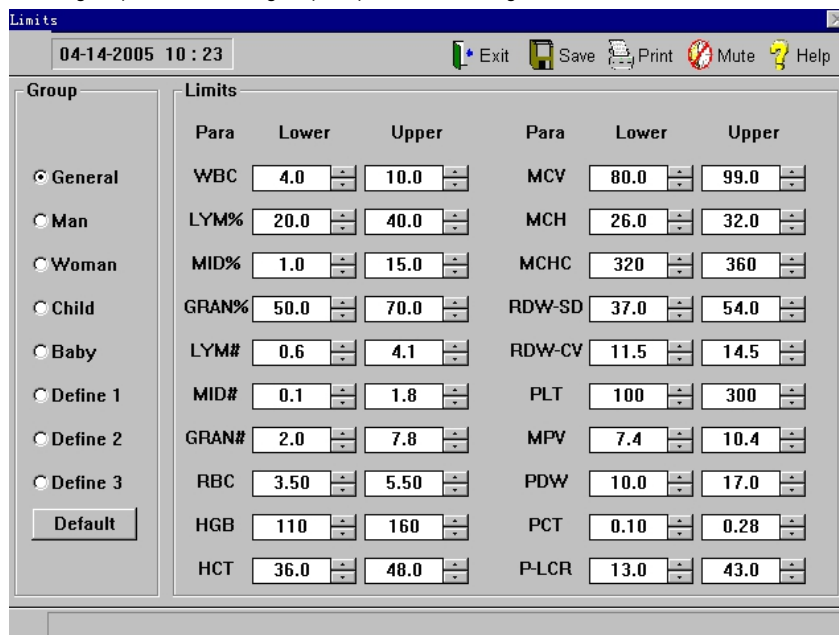 Limits
04-14-2005 10 : 23 Exit Save Print Mute Help
Group Limits
Para Lower Upper Para Lower Upper
General WBC 4.0 10.0 MCV 80.0 99.0
Man LYM% 20.0 40.0 MCH 26.0 32.0
Woman MID% 1.0 15.0 MCHC 320 360
Child GRAN% 50.0 70.0 RDW-SD 37.0 54.0
Baby LYM# 0.6 4.1 RDW-CV 11.5 14.5
Define 1 MID# 0.1 1.8 PLT 100 300
Define 2 GRAN# 2.0 7.8 MPV 7.4 10.4
Define 3 RBC 3.50 5.50 PDW 10.0 17.0
Default HGB 110 160 PCT 0.10 0.28
HCT 36.0 48.0 P-LCR 13.0 43.0